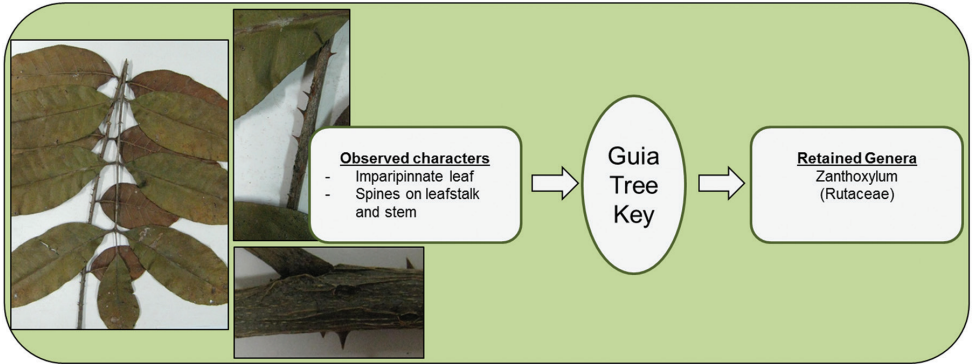 Observed characters
- Imparipinnate leaf
- Spines on leafstalk
and stem
Guia
Tree
Key
Retained Genera
Zanthoxylum
(Rutaceae)